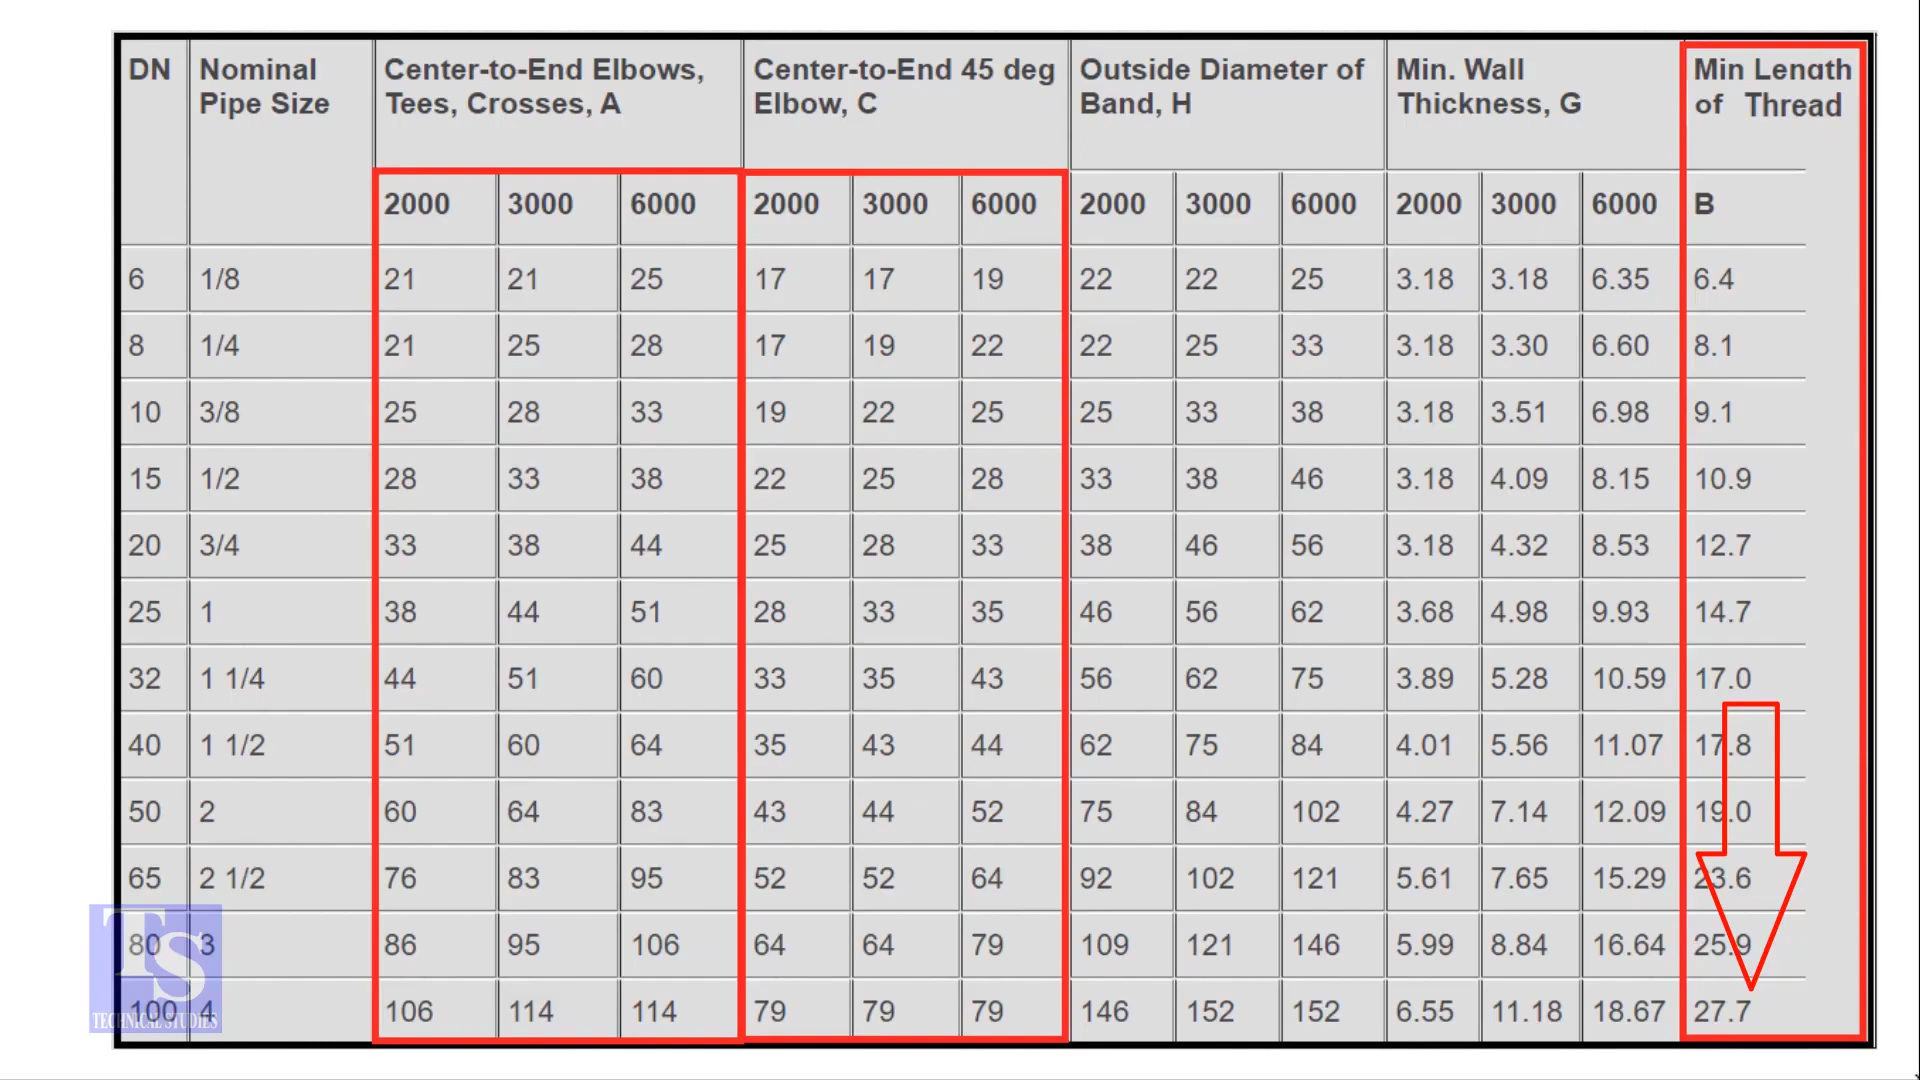 DN Nominal Pipe Size Center-to-End Elbows, Tees, Crosses, A Center-to-End 45 deg Elbow, C Outside Diameter of Band, H Min. Wall Thickness, G Min Length of Thread
2000 3000 6000 2000 3000 6000 2000 3000 6000 2000 3000 6000 B
6 1/8 21 21 25 17 17 19 22 22 25 3.18 3.18 6.35 6.4
8 1/4 21 25 28 17 19 22 22 25 33 3.18 3.30 6.60 8.1
10 3/8 25 28 33 19 22 25 25 33 38 3.18 3.51 6.98 9.1
15 1/2 28 33 38 22 25 28 33 38 46 3.18 4.09 8.15 10.9
20 3/4 33 38 44 25 28 33 38 46 56 3.18 4.32 8.53 12.7
25 1 38 44 51 28 33 35 46 56 62 3.68 4.98 9.93 14.7
32 1 1/4 44 51 60 33 35 43 56 62 75 3.89 5.28 10.59 17.0
40 1 1/2 51 60 64 35 43 44 62 75 84 4.01 5.56 11.07 17.8
50 2 60 64 83 43 44 52 75 84 102 4.27 7.14 12.09 19.0
65 2 1/2 76 83 95 52 52 64 92 102 121 5.61 7.65 15.29 23.6
80 3 86 95 106 64 64 79 109 121 146 5.99 8.84 16.64 25.9
100 4 106 114 114 79 79 79 146 152 152 6.55 11.18 18.67 27.7
TS
TECHNICAL STUDIES